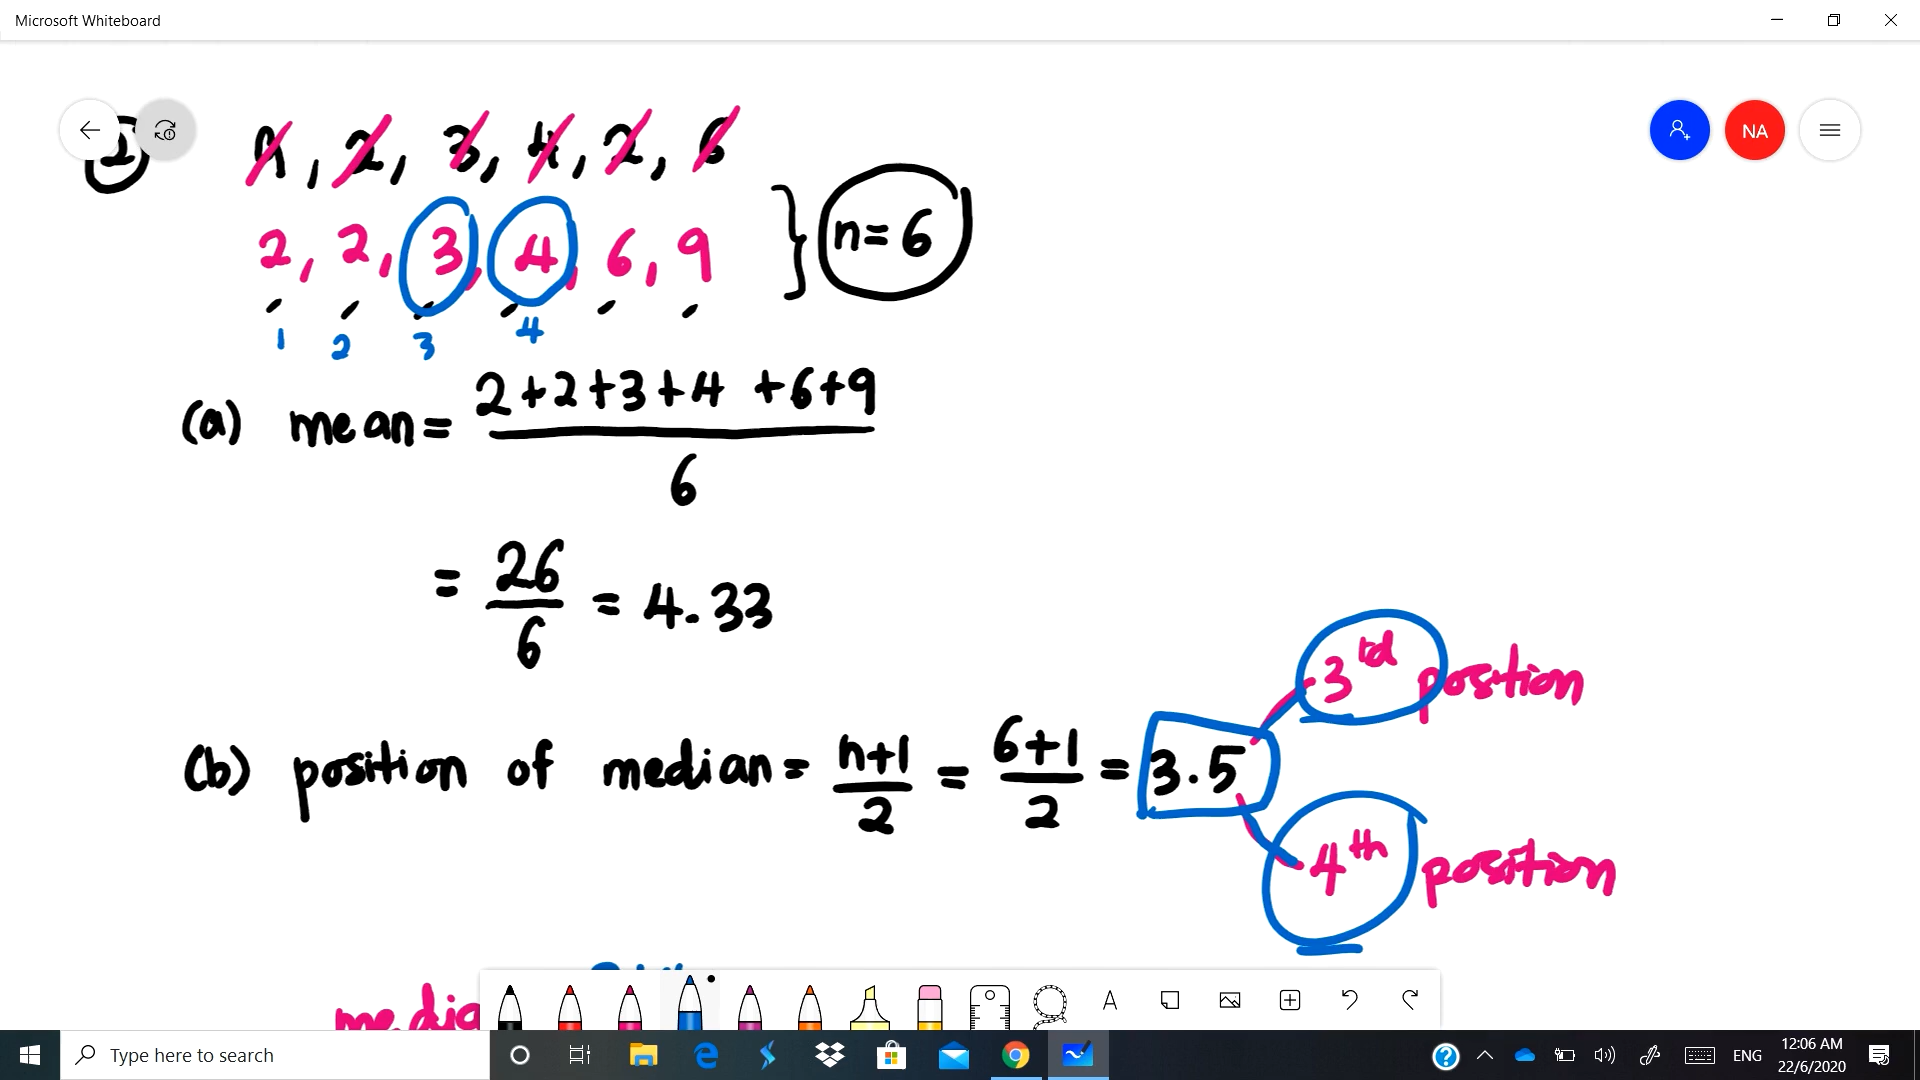 Microsoft Whiteboard
9, 2, 3, 4, 2, 6
2, 2, 3, 4, 6, 9 } n=6
1 2 3 4
NA
(a) mean = 2+2+3+4+6+9
6
= 26/6 = 4.33
3rd position
(b) position of median = n+1/2 = 6+1/2 = 3.5
4th position
A
Type here to search
ENG
12:06 AM
22/6/2020